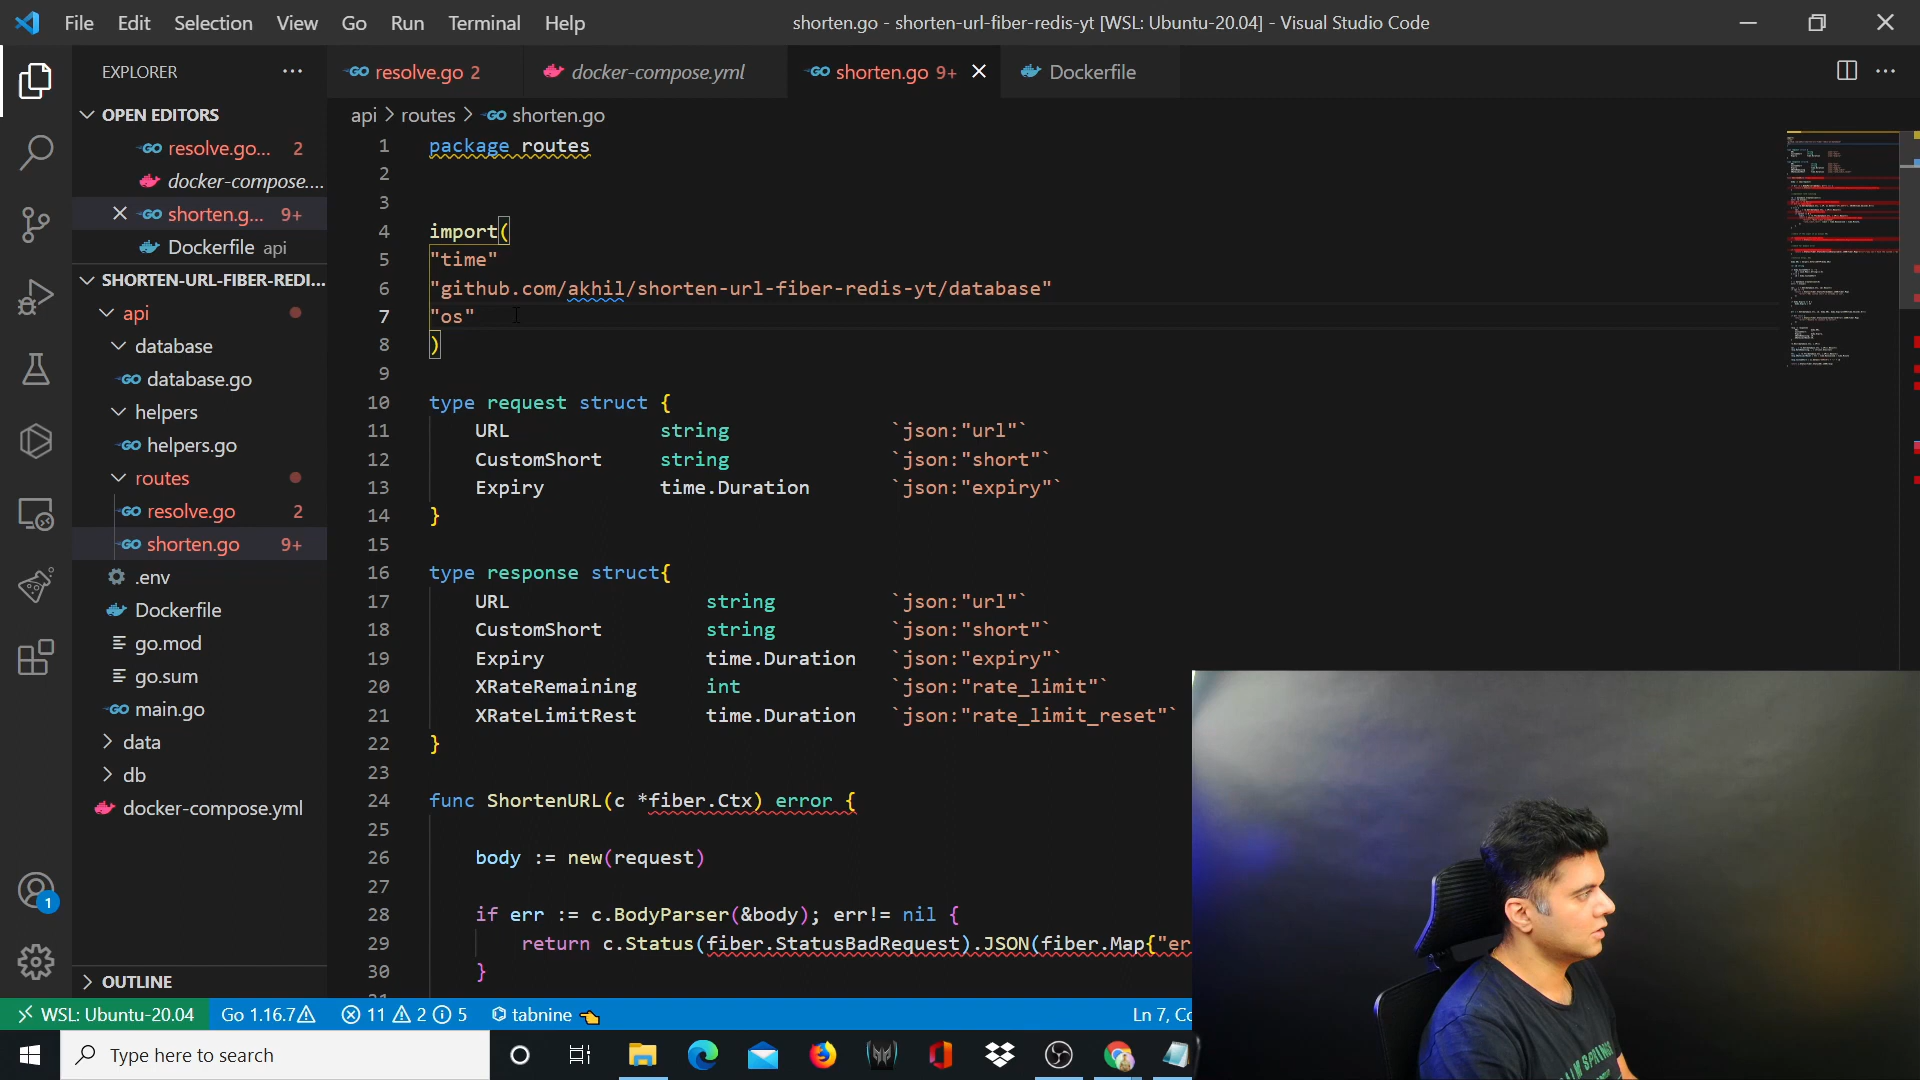 File Edit Selection View Go Run Terminal Help
shorten.go - shorten-url-fiber-redis-yt [WSL: Ubuntu-20.04] - Visual Studio Code
EXPLORER
OPEN EDITORS
resolve.go... 2
docker-compose....
shorten.g... 9+
Dockerfile api
SHORTEN-URL-FIBER-REDI...
api
database
database.go
helpers
helpers.go
routes
resolve.go 2
shorten.go 9+
.env
Dockerfile
go.mod
go.sum
main.go
data
db
docker-compose.yml
OUTLINE
resolve.go 2
docker-compose.yml
shorten.go 9+
Dockerfile
api > routes > shorten.go
1 package routes
2
3
4 import(
5 "time"
6 "github.com/akhil/shorten-url-fiber-redis-yt/database"
7 "os"
8 )
9
10 type request struct {
11 URL string `json:"url"`
12 CustomShort string `json:"short"`
13 Expiry time.Duration `json:"expiry"`
14 }
15
16 type response struct{
17 URL string `json:"url"`
18 CustomShort string `json:"short"`
19 Expiry time.Duration `json:"expiry"`
20 XRateRemaining int `json:"rate_limit"`
21 XRateLimitRest time.Duration `json:"rate_limit_reset"`
22 }
23
24 func ShortenURL(c *fiber.Ctx) error {
25
26 body := new(request)
27
28 if err := c.BodyParser(&body); err!= nil {
29 return c.Status(fiber.StatusBadRequest).JSON(fiber.Map{"er
30 }
1
WSL: Ubuntu-20.04 Go 1.16.7 11 2 5 tabnine Ln 7, Co
Type here to search